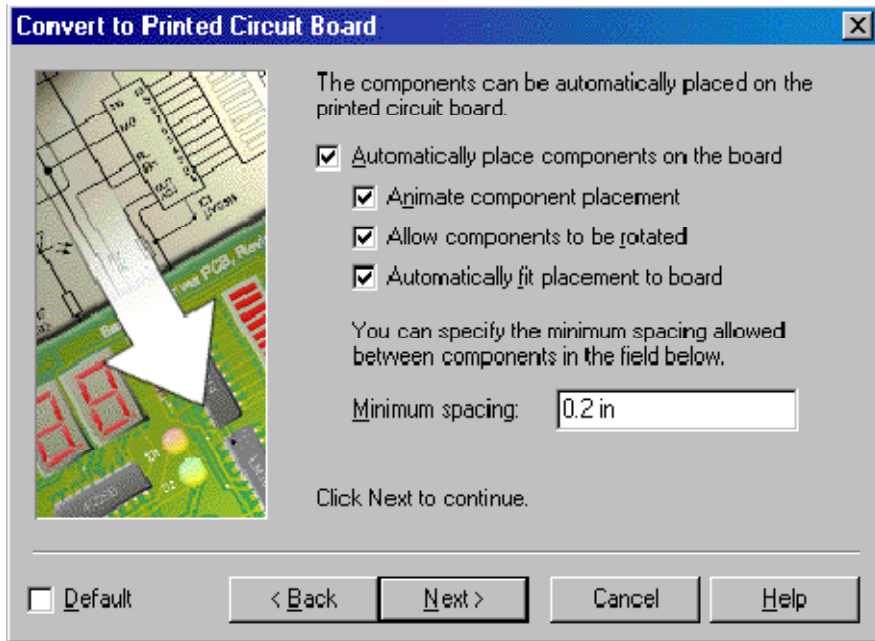 Convert to Printed Circuit Board
The components can be automatically placed on the
printed circuit board.
Automatically place components on the board
Animate component placement
Allow components to be rotated
Automatically fit placement to board
You can specify the minimum spacing allowed
between components in the field below.
Minimum spacing:
0.2 in
Click Next to continue.
Default
< Back
Next >
Cancel
Help